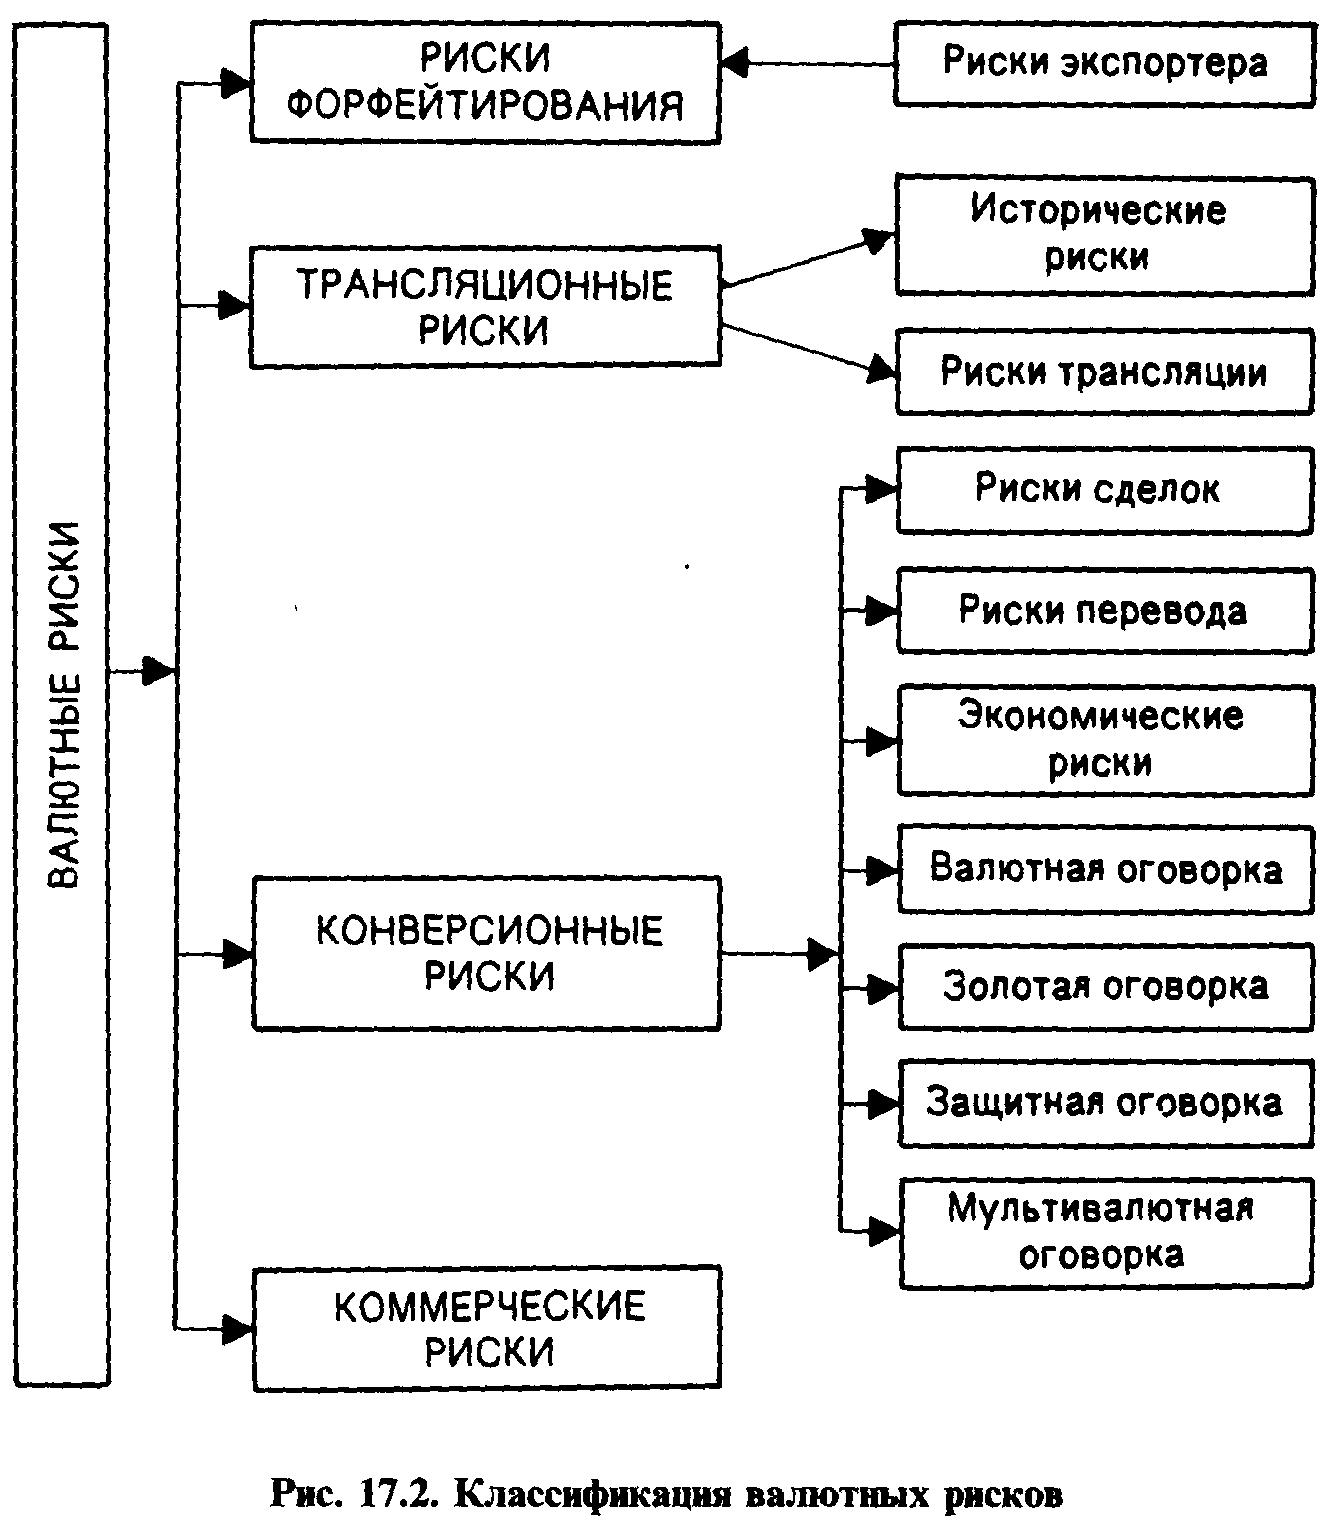 ВАЛЮТНЫЕ РИСКИ
РИСКИ
ФОРФЕЙТИРОВАНИЯ
Риски экспортера
ТРАНСЛЯЦИОННЫЕ
РИСКИ
Исторические
риски
Риски трансляции
КОНВЕРСИОННЫЕ
РИСКИ
Риски сделок
Риски перевода
Экономические
риски
Валютная оговорка
Золотая оговорка
Защитная оговорка
Мультивалютная
оговорка
КОММЕРЧЕСКИЕ
РИСКИ
Рис. 17.2. Классификация валютных рисков